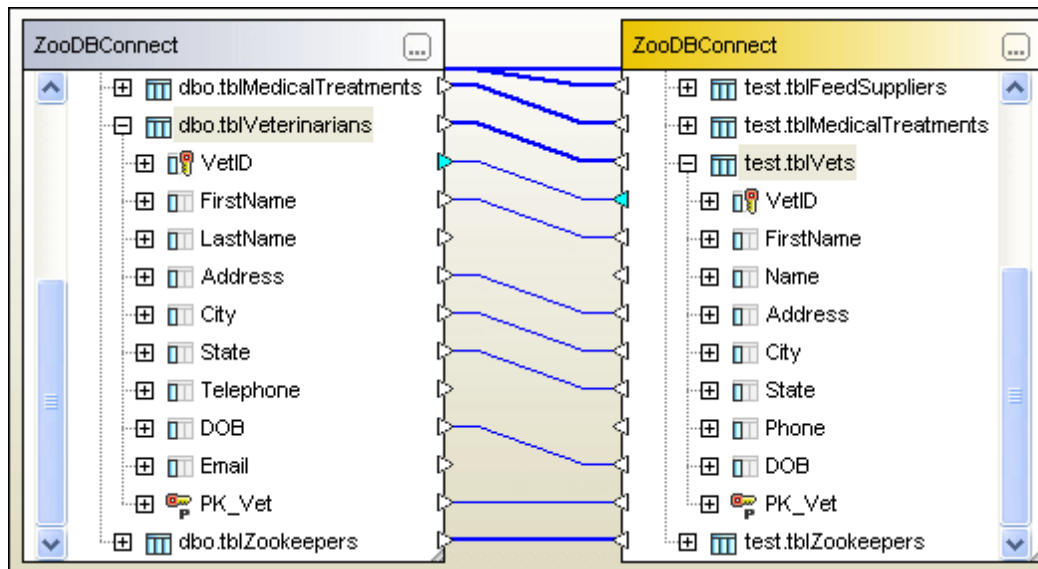 ZooDBConnect
...
dbo.tblMedicalTreatments
dbo.tblVeterinarians
VetID
FirstName
LastName
Address
City
State
Telephone
DOB
Email
P PK_Vet
dbo.tblZookeepers
ZooDBConnect
...
test.tblFeedSuppliers
test.tblMedicalTreatments
test.tblVets
VetID
FirstName
Name
Address
City
State
Phone
DOB
P PK_Vet
test.tblZookeepers